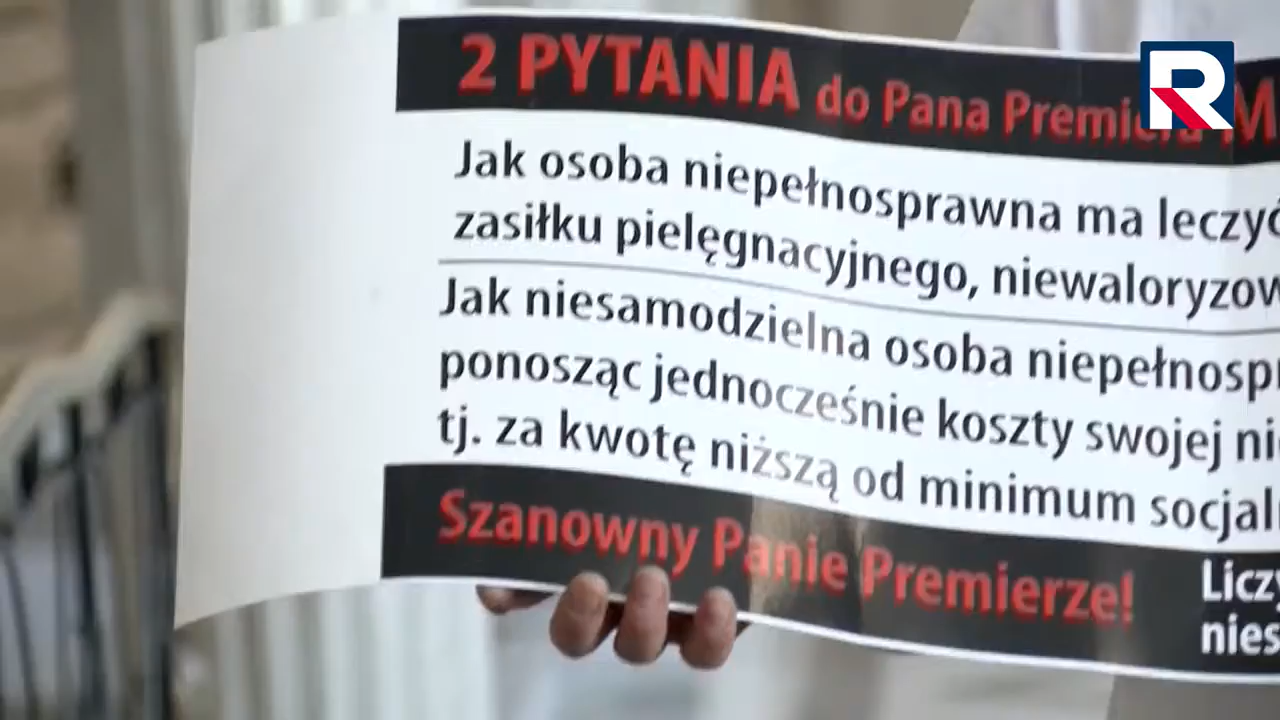 2 PYTANIA do Pana Premiera M
Jak osoba niepełnosprawna ma leczyć
zasiłku pielęgnacyjnego, niewaloryzow
Jak niesamodzielna osoba niepełnosp
ponosząc jednocześnie koszty swojej ni
tj. za kwotę niższą od minimum socjal
Szanowny Panie Premierze!
Liczy
nies
R